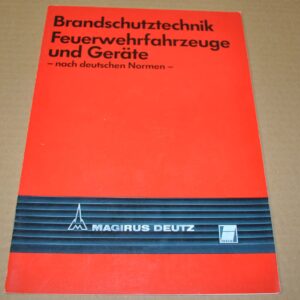 Brandschutztechnik
Feuerwehrfahrzeuge
und Geräte
– nach deutschen Normen –
MAGIRUS DEUTZ